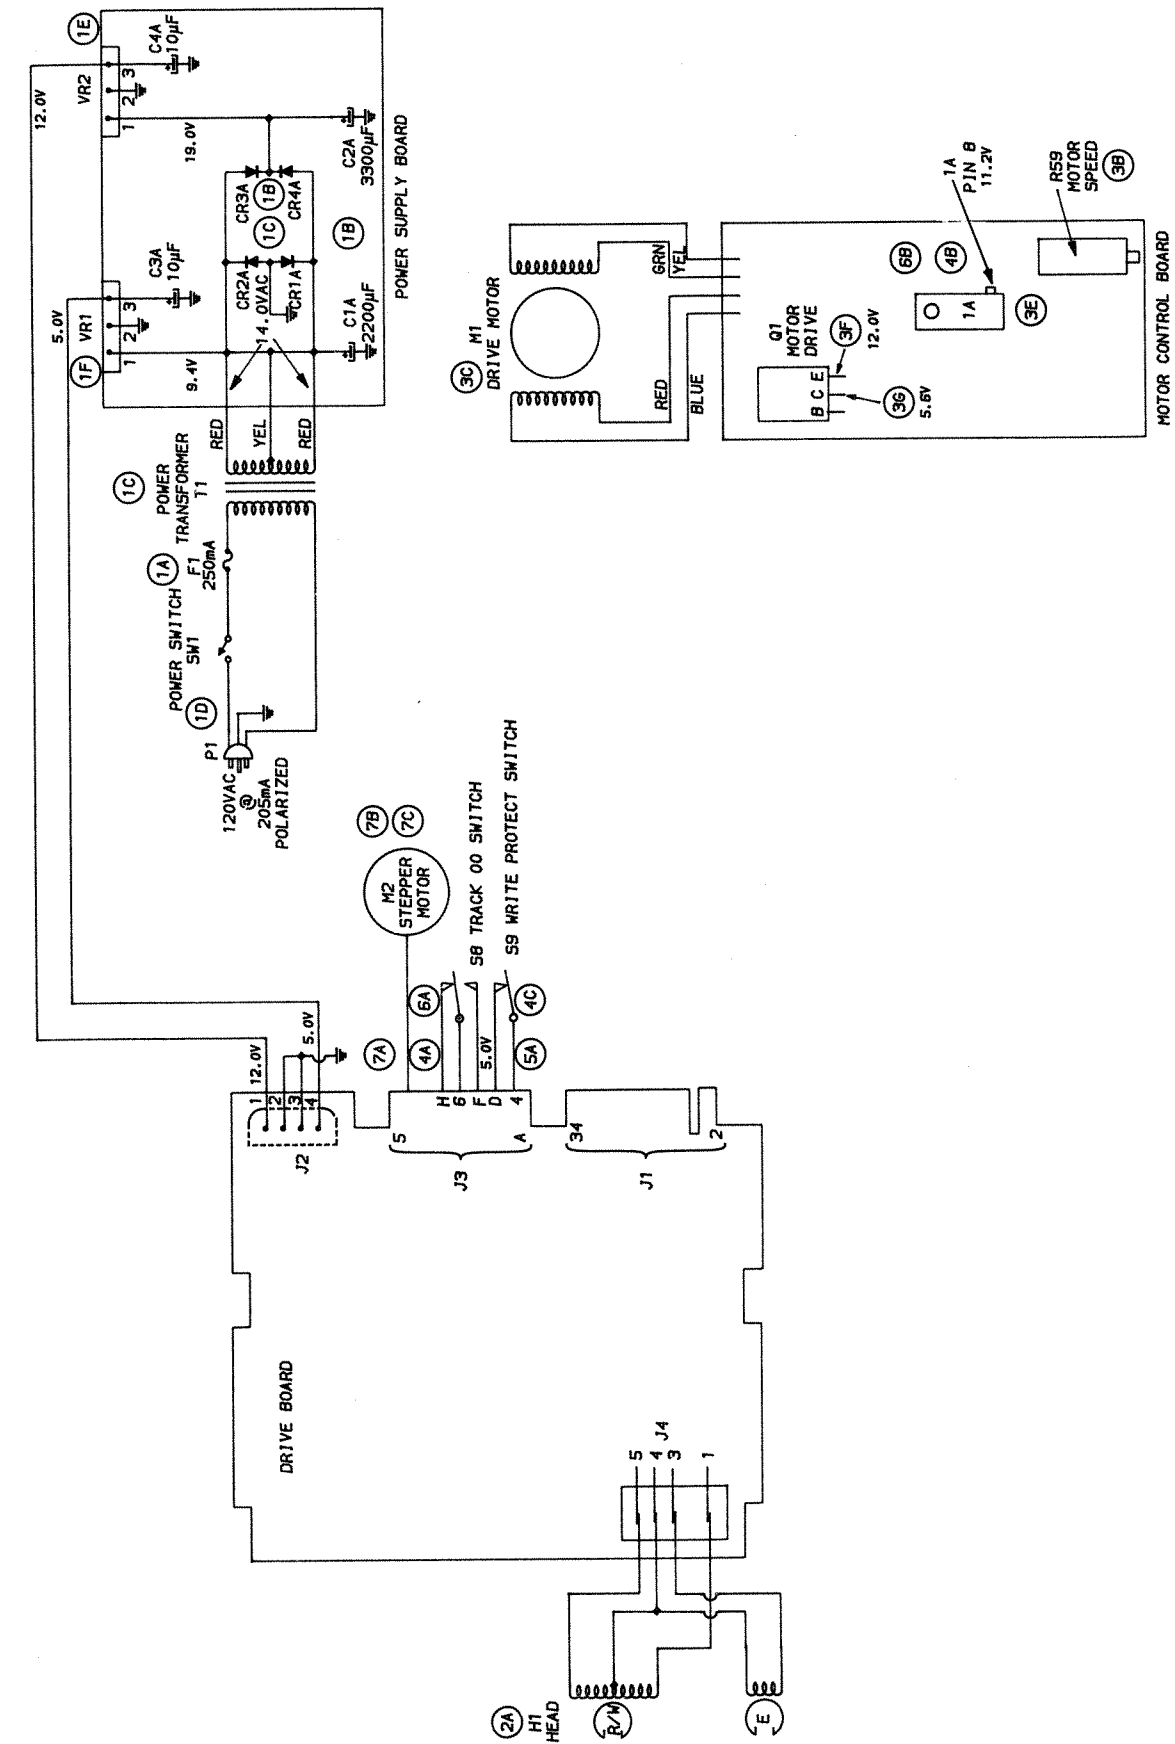 1E
C4A
10µF
VR2
1
2
3
12.0V
19.0V
C2A
3300µF
CR3A
1B
CR4A
1C
1B
C3A
10µF
VR1
1
2
3
5.0V
1F
9.4V
CR2A
14.0VAC
CR1A
C1A
2200µF
POWER SUPPLY BOARD
RED
YEL
RED
1C
POWER
TRANSFORMER
T1
1A
F1
250mA
POWER SWITCH
SW1
1D
P1
120VAC
@
205mA
POLARIZED
3C
M1
DRIVE MOTOR
GRN
YEL
RED
BLUE
1A
PIN 8
11.2V
R59
MOTOR
SPEED
3B
6B
4B
1A
3E
Q1
MOTOR
DRIVE
3F
12.0V
B C E
3G
5.6V
MOTOR CONTROL BOARD
7B
7C
M2
STEPPER
MOTOR
S8 TRACK 00 SWITCH
S9 WRITE PROTECT SWITCH
6A
4C
7A
4A
5.0V
5A
12.0V
5.0V
1
2
3
4
J2
H
6
F
D
4
5
A
J3
34
2
J1
DRIVE BOARD
J4
5
4
3
1
2A
H1
HEAD
R/W
E